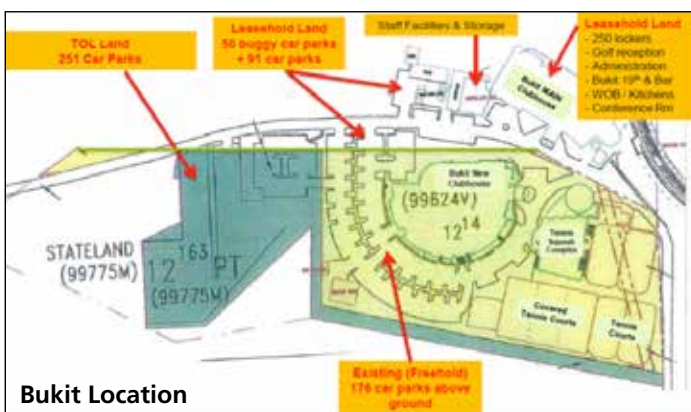 TOL Land
251 Car Parks
Leasehold Land
50 buggy car parks
+ 91 car parks
Staff Facilities & Storage
Leasehold Land
- 250 lockers
- Golf reception
- Administration
- Bukit 19th & Bar
- WOB / Kitchens
- Conference Rm
Bukit MAIN
Clubhouse
Bukit New
Clubhouse
(99624V)
12 14
STATELAND
(99775M)
163
12 PT
(99775M)
Tennis
Squash
Complex
Covered
Tennis Courts
Tennis
Courts
Existing (Freehold)
176 car parks above
ground
Bukit Location